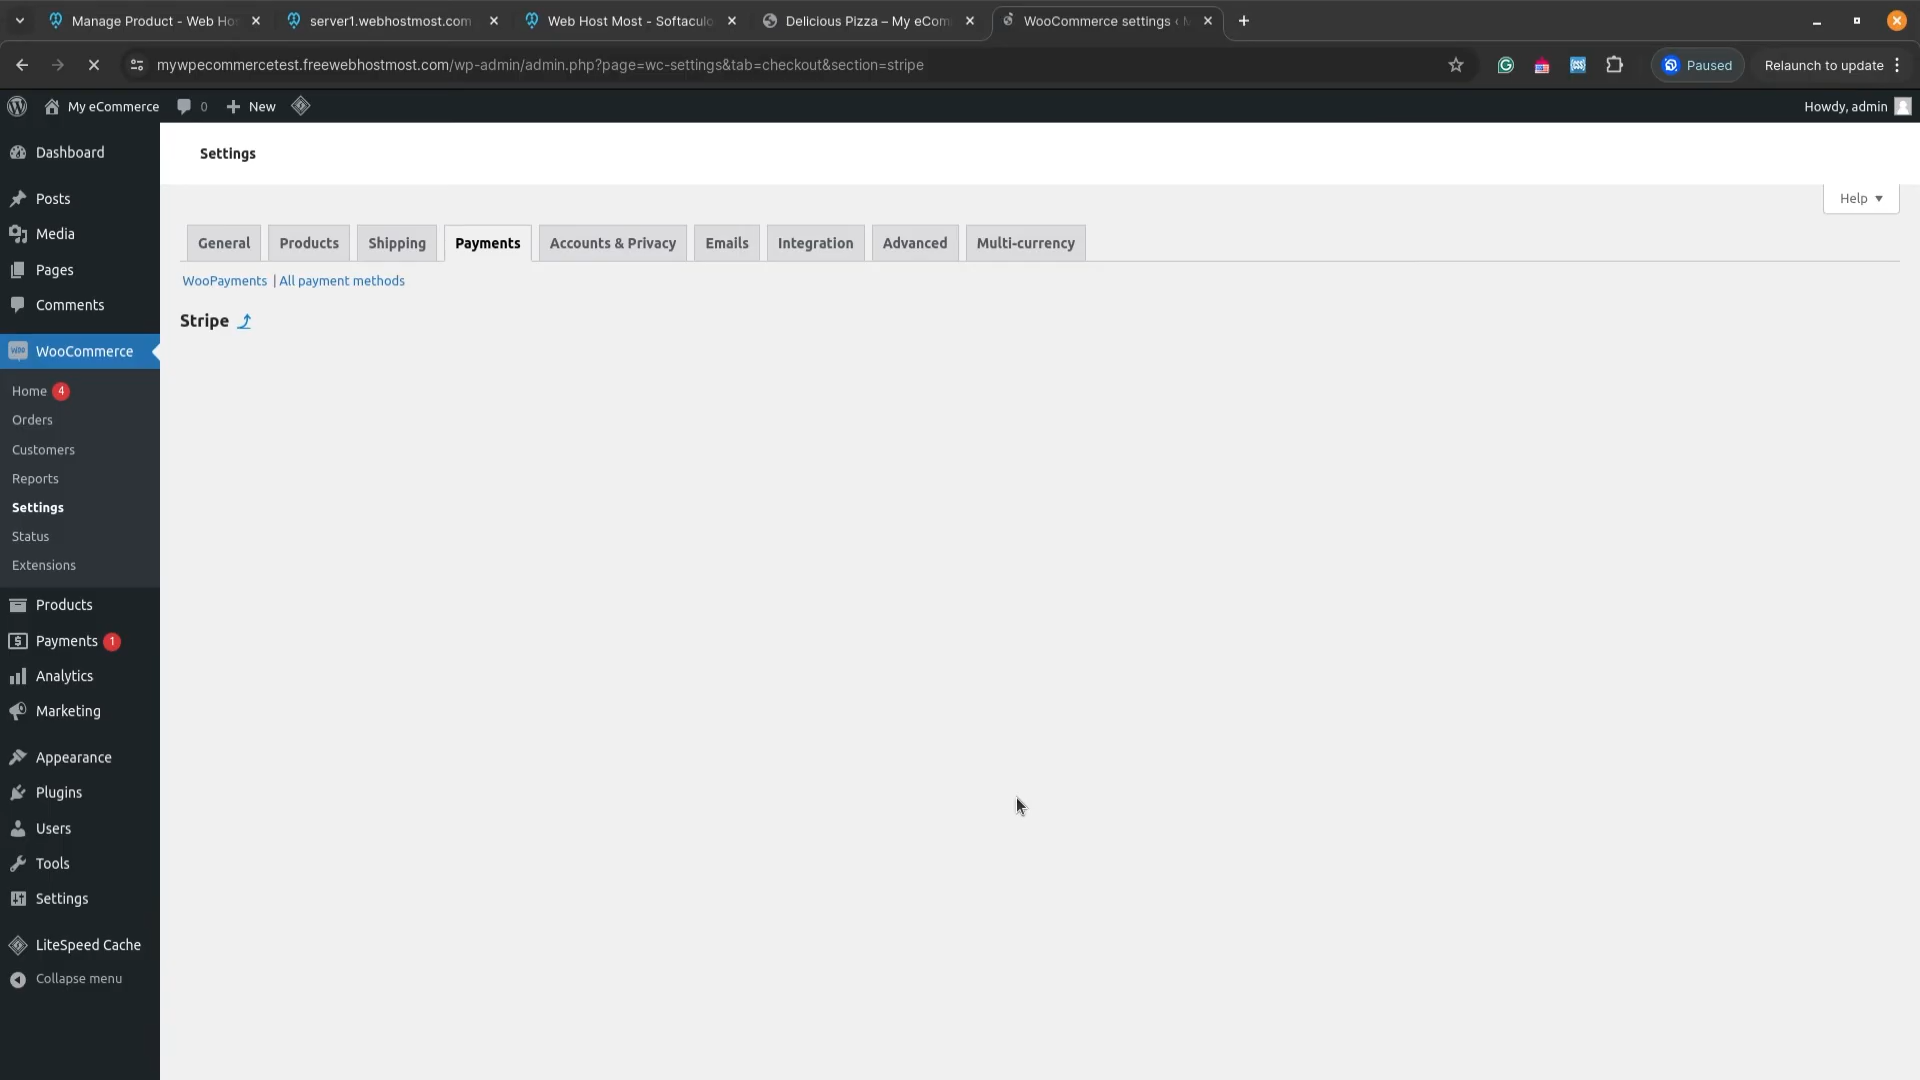 Manage Product - Web Ho
server1.webhostmost.com
Web Host Most - Softaculo
Delicious Pizza – My eCom
WooCommerce settings ‹ M
mywpecommercetest.freewebhostmost.com/wp-admin/admin.php?page=wc-settings&tab=checkout&section=stripe
Paused
Relaunch to update
My eCommerce
0
New
Howdy, admin
Dashboard
Posts
Media
Pages
Comments
WooCommerce
Home 4
Orders
Customers
Reports
Settings
Status
Extensions
Products
Payments 1
Analytics
Marketing
Appearance
Plugins
Users
Tools
Settings
LiteSpeed Cache
Collapse menu
Settings
Help
General
Products
Shipping
Payments
Accounts & Privacy
Emails
Integration
Advanced
Multi-currency
WooPayments | All payment methods
Stripe